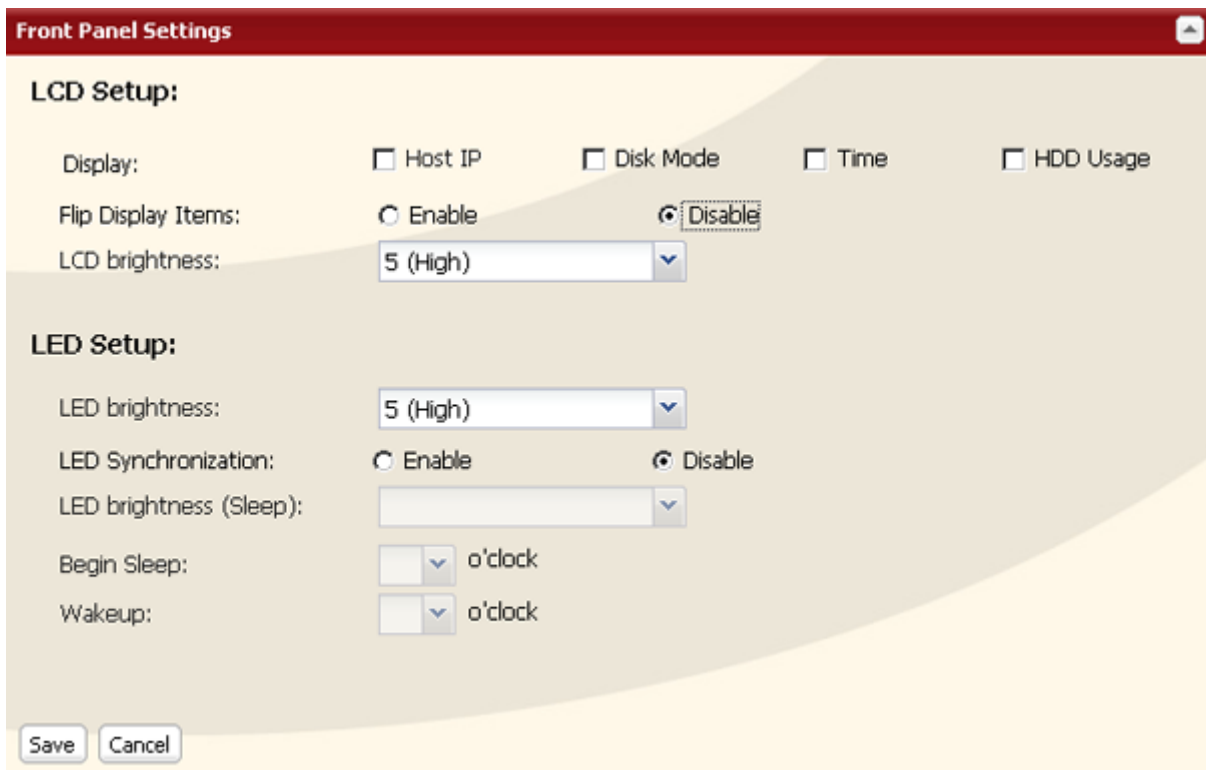 Front Panel Settings
LCD Setup:
Display: Host IP Disk Mode Time HDD Usage
Flip Display Items: Enable Disable
LCD brightness: 5 (High)
LED Setup:
LED brightness: 5 (High)
LED Synchronization: Enable Disable
LED brightness (Sleep):
Begin Sleep: o'clock
Wakeup: o'clock
Save Cancel